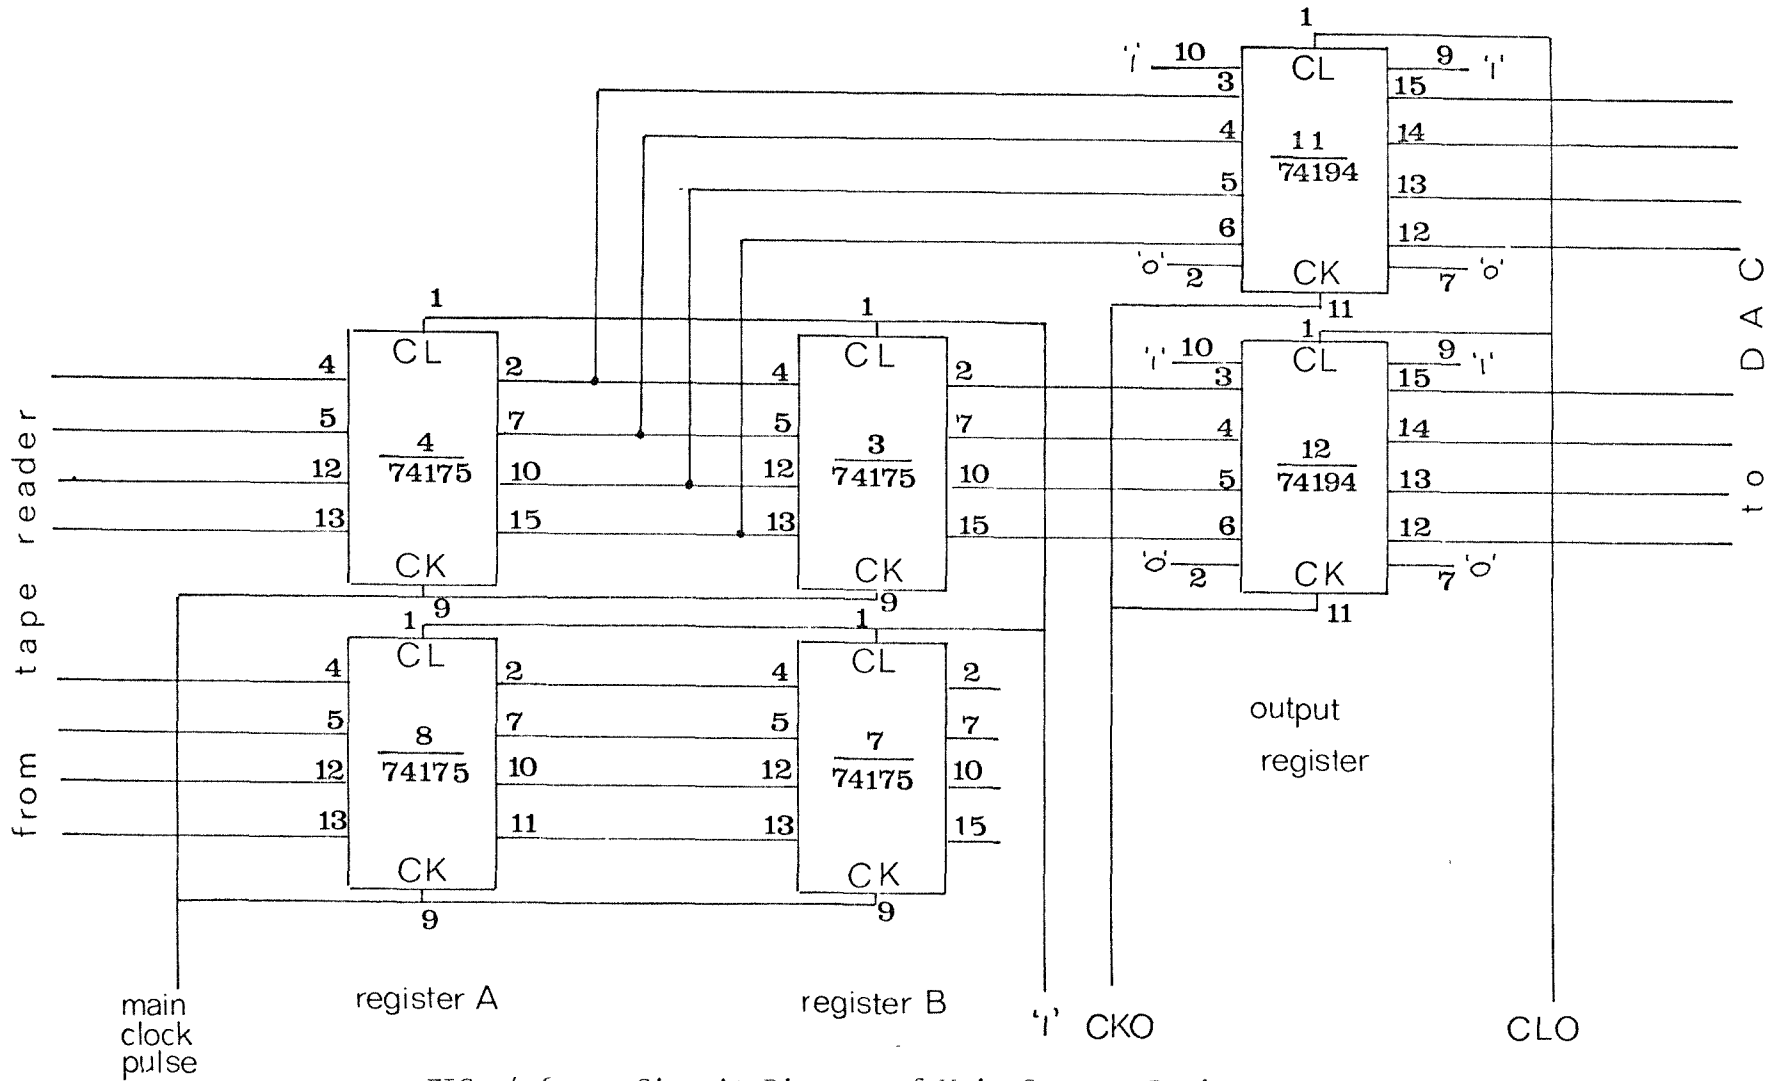 1
'1' 10 CL 9 '1'
3 15
4 11 14
74194
5 13
6 12
'0' 2 CK 7 '0'
11
1 1 1
CL CL '1' 10 CL 9 '1'
4 2 4 2 3 15
5 7 5 7 4 14
4 3 12
74175 74175 74194
12 10 12 10 5 13
13 15 13 15 6 12
CK CK '0' 2 CK 7 '0'
9 9 11
1 1
CL CL
4 2 4 2
5 7 5 7
8 7
74175 74175
12 10 12 10
13 11 13 15
CK CK
9 9
from tape reader
to DAC
output
register
main
clock
pulse
register A
register B
'1'
CKO
CLO